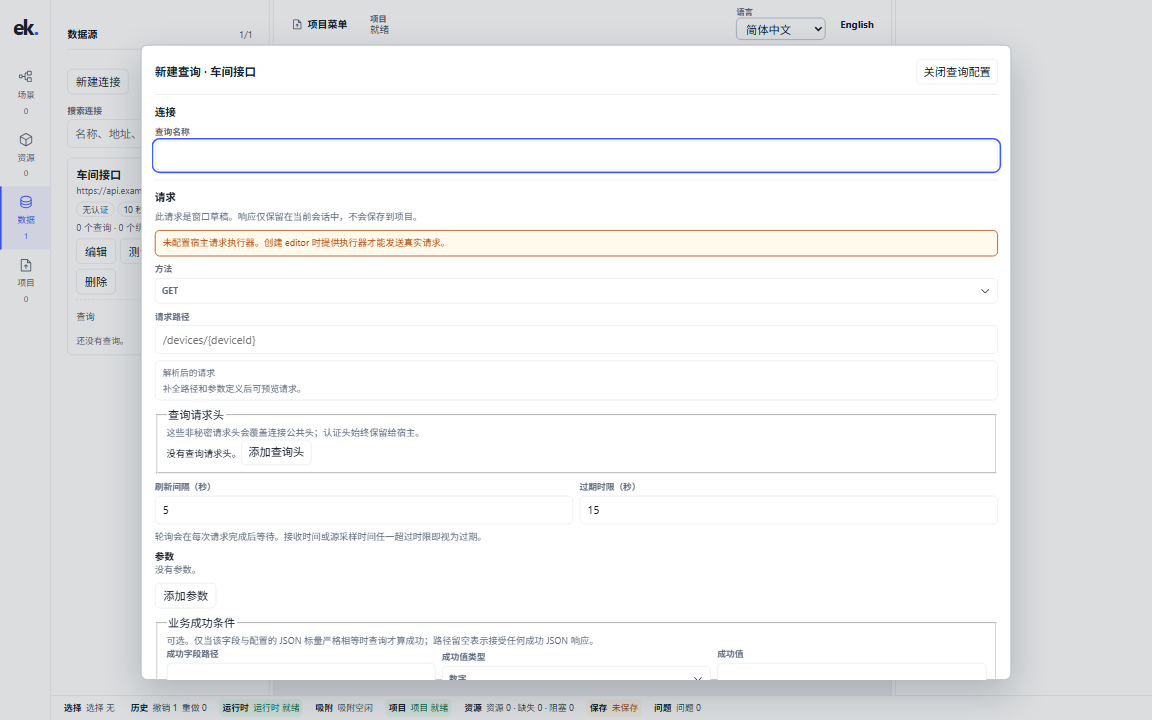 ek.
场景
0
资源
0
数据
1
项目
0
数据源
1/1
新建连接
搜索连接
名称、地址、
车间接口
https://api.exam
无认证
10 秒
0 个查询 · 0 个绑
编辑
测
删除
查询
还没有查询。
项目菜单
项目
就绪
语言
简体中文
English
新建查询 · 车间接口
关闭查询配置
连接
查询名称
请求
此请求是窗口草稿。响应仅保留在当前会话中，不会保存到项目。
未配置宿主请求执行器。创建 editor 时提供执行器才能发送真实请求。
方法
GET
请求路径
/devices/{deviceId}
解析后的请求
补全路径和参数定义后可预览请求。
查询请求头
这些非秘密请求头会覆盖连接公共头；认证头始终保留给宿主。
没有查询请求头。
添加查询头
刷新间隔（秒）
过期时限（秒）
5
15
轮询会在每次请求完成后等待。接收时间或源采样时间任一超过时限即视为过期。
参数
没有参数。
添加参数
业务成功条件
可选。仅当该字段与配置的 JSON 标量严格相等时查询才算成功；路径留空表示接受任何成功 JSON 响应。
成功字段路径
成功值类型
成功值
数字
选择 选择 无
历史 撤销 1 重做 0
运行时 运行时 就绪
吸附 吸附空闲
项目 项目 就绪
资源 资源 0 · 缺失 0 · 阻塞 0
保存 未保存
问题 问题 0